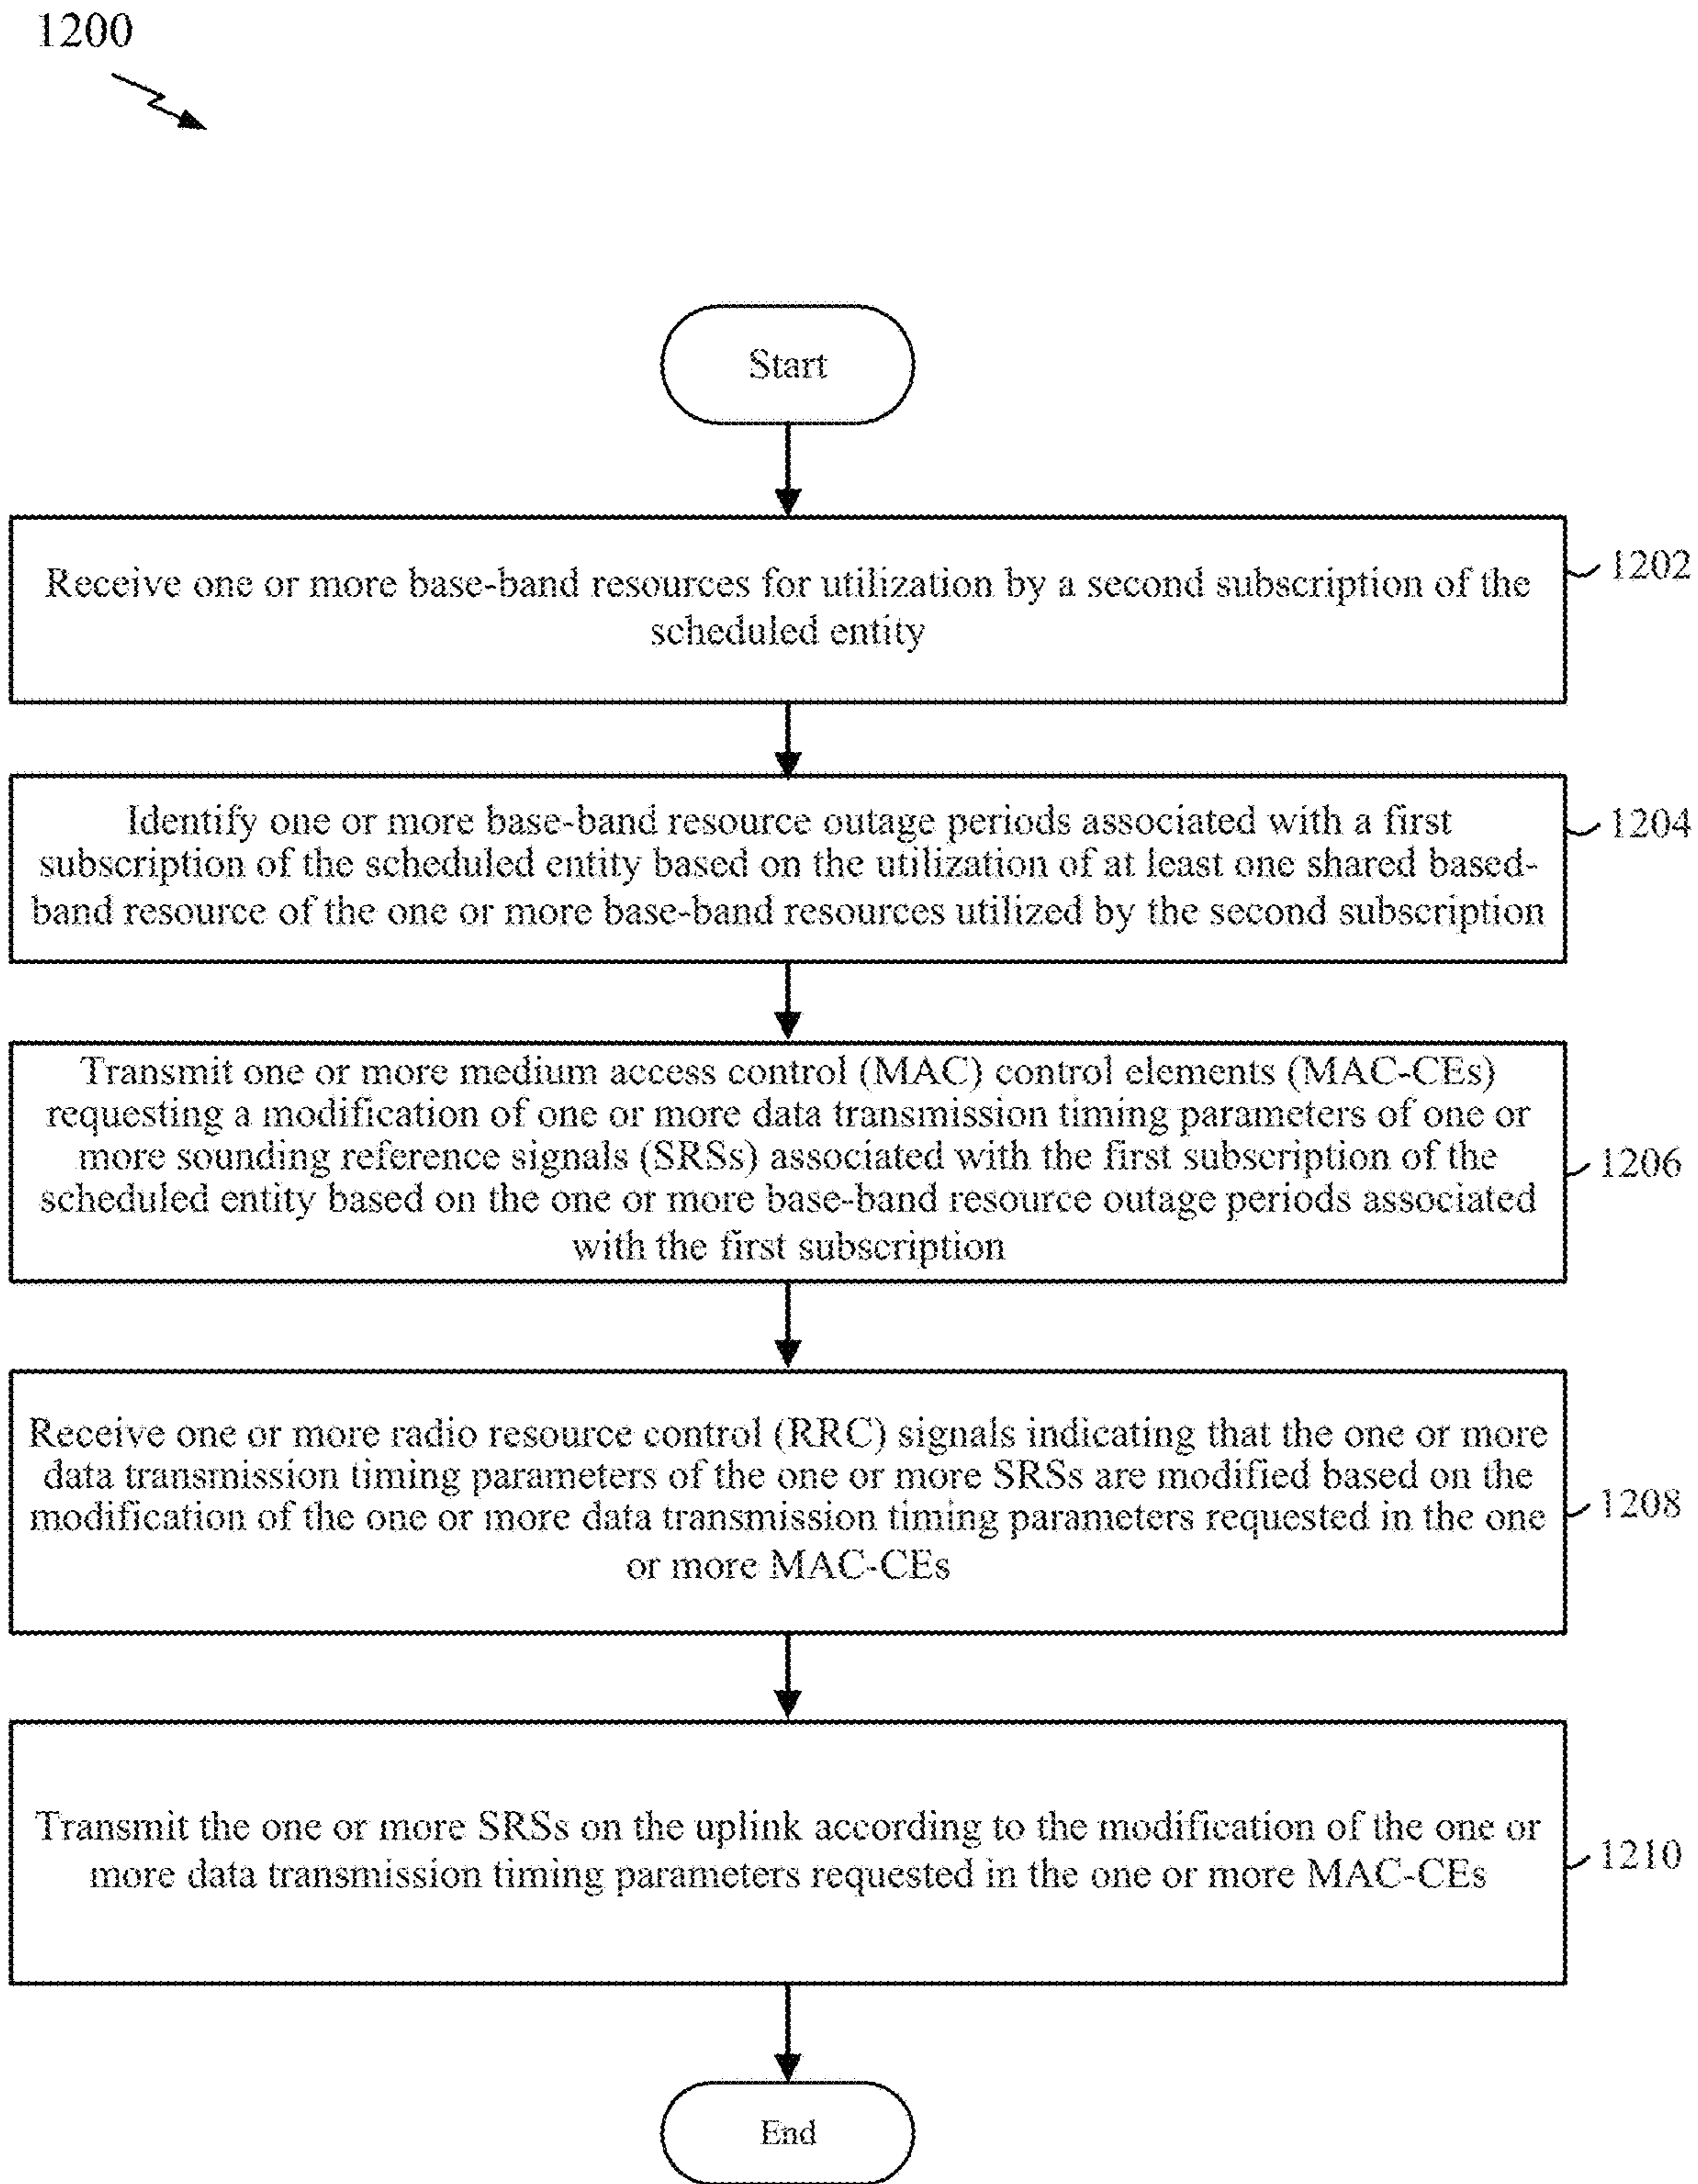 1200
Start
Receive one or more base-band resources for utilization by a second subscription of the
scheduled entity
1202
Identify one or more base-band resource outage periods associated with a first
subscription of the scheduled entity based on the utilization of at least one shared based-
band resource of the one or more base-band resources utilized by the second subscription
1204
Transmit one or more medium access control (MAC) control elements (MAC-CEs)
requesting a modification of one or more data transmission timing parameters of one or
more sounding reference signals (SRSs) associated with the first subscription of the
scheduled entity based on the one or more base-band resource outage periods associated
with the first subscription
1206
Receive one or more radio resource control (RRC) signals indicating that the one or more
data transmission timing parameters of the one or more SRSs are modified based on the
modification of the one or more data transmission timing parameters requested in the one
or more MAC-CEs
1208
Transmit the one or more SRSs on the uplink according to the modification of the one or
more data transmission timing parameters requested in the one or more MAC-CEs
1210
End